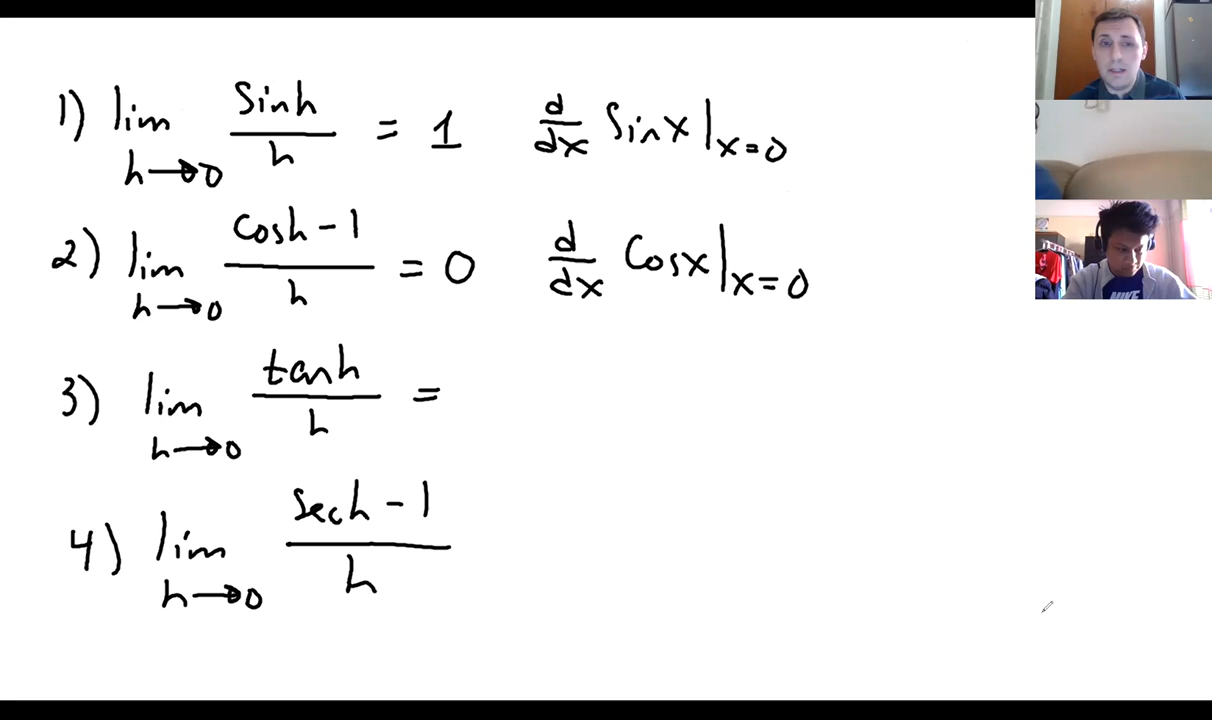 1) lim h→0 sinh/h = 1 d/dx sinx|x=0
2) lim h→0 cosh-1/h = 0 d/dx cosx|x=0
3) lim h→0 tanh/h =
4) lim h→0 sech-1/h
NIKE